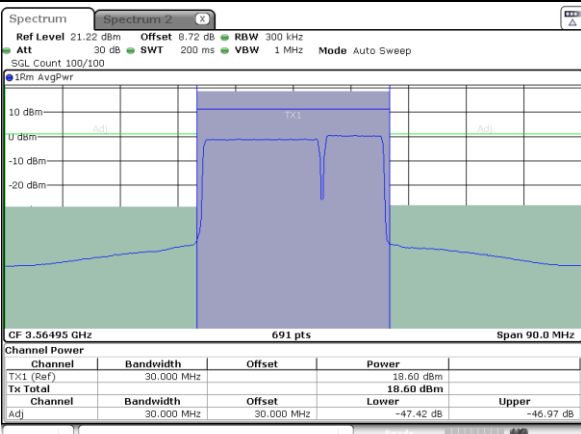 Spectrum Spectrum 2 X
Ref Level 21.22 dBm Offset 8.72 dB RBW 300 kHz
Att 30 dB SWT 200 ms VBW 1 MHz Mode Auto Sweep
SGL Count 100/100
1Rm AvgPwr
10 dBm
TX1
Adj Adj
0 dBm
-10 dBm
-20 dBm
CF 3.56495 GHz 691 pts Span 90.0 MHz
Channel Power
Channel Bandwidth Offset Power
TX1 (Ref) 30.000 MHz 18.60 dBm
Tx Total 18.60 dBm
Channel Bandwidth Offset Lower Upper
Adj 30.000 MHz 30.000 MHz -47.42 dB -46.97 dB